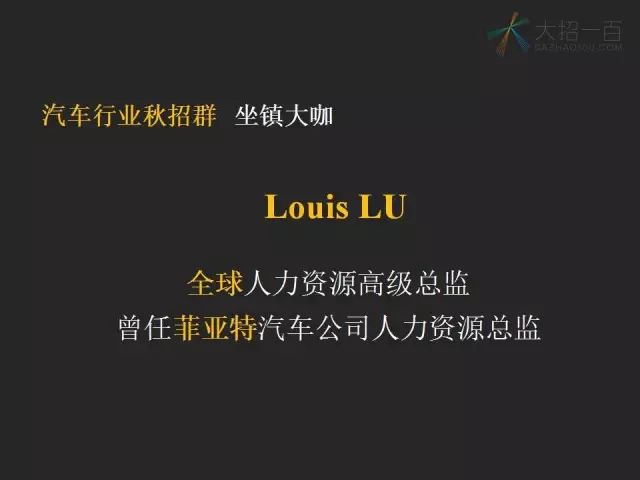 大招一百
DAZHAO100.COM
汽车行业秋招群 坐镇大咖
Louis LU
全球人力资源高级总监
曾任菲亚特汽车公司人力资源总监